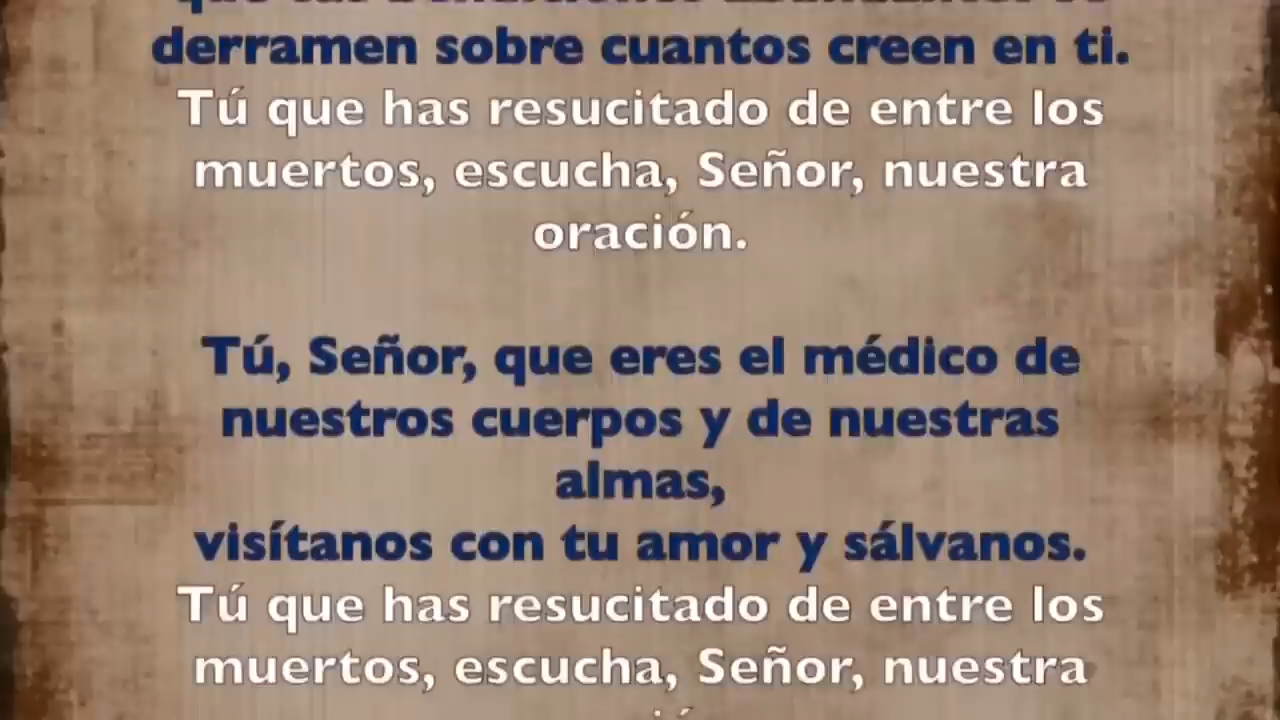 derramen sobre cuantos creen en ti.
Tú que has resucitado de entre los
muertos, escucha, Señor, nuestra
oración.
Tú, Señor, que eres el médico de
nuestros cuerpos y de nuestras
almas,
visítanos con tu amor y sálvanos.
Tú que has resucitado de entre los
muertos, escucha, Señor, nuestra